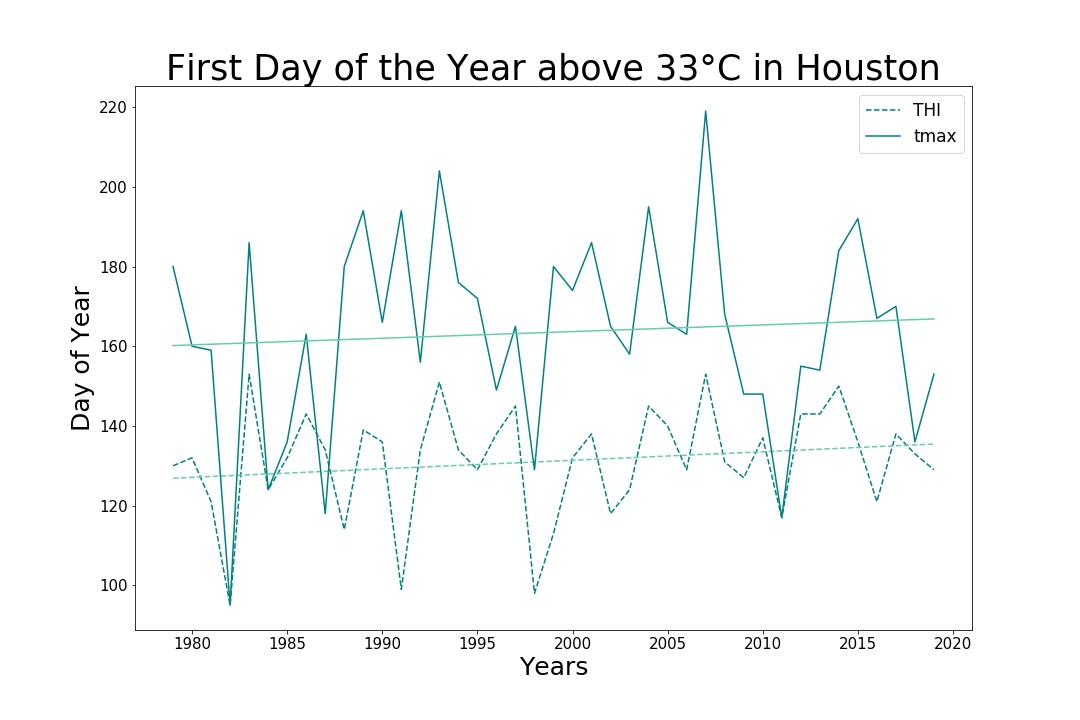 First Day of the Year above 33°C in Houston
THI
tmax
220
200
180
160
140
120
100
Day of Year
1980 1985 1990 1995 2000 2005 2010 2015 2020
Years